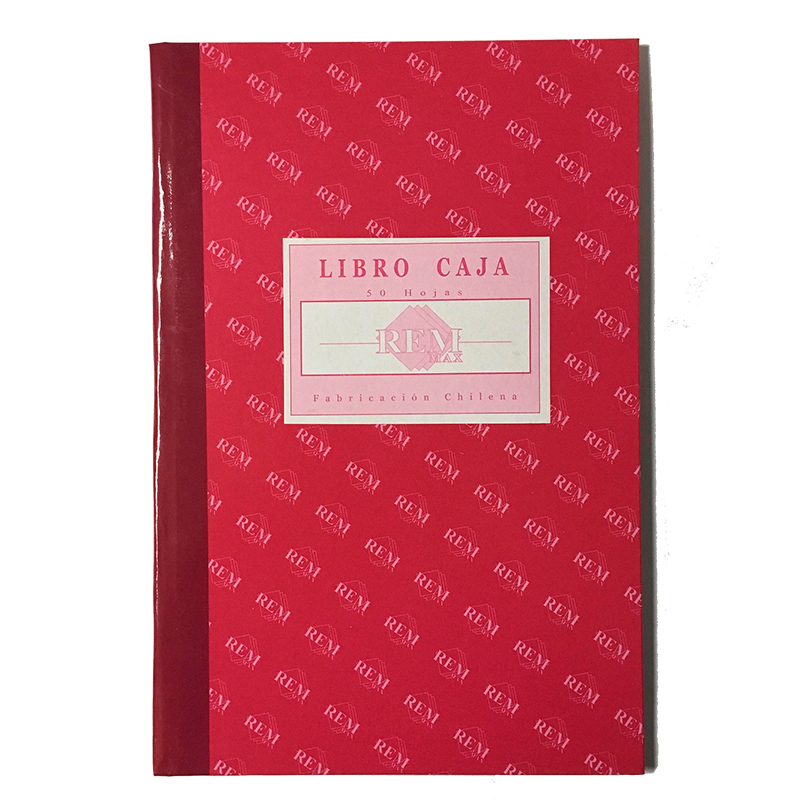 LIBRO CAJA
50 Hojas
REM
MAX
Fabricación Chilena